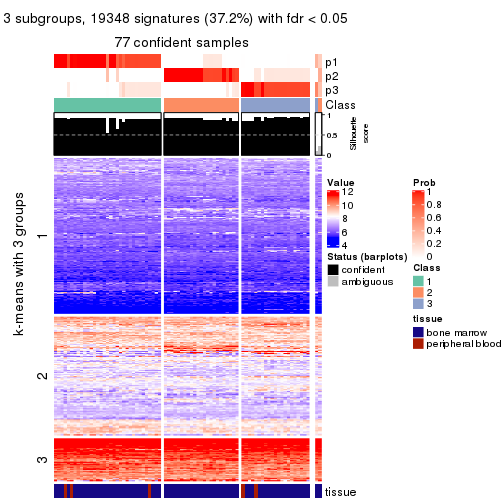 3 subgroups, 19348 signatures (37.2%) with fdr < 0.05
77 confident samples
p1
p2
p3
Class
1
0.5
0
Silhouette score
k-means with 3 groups
1
2
3
tissue
Value
12
10
8
6
4
Status (barplots)
confident
ambiguous
Prob
1
0.8
0.6
0.4
0.2
0
Class
1
2
3
tissue
bone marrow
peripheral blood